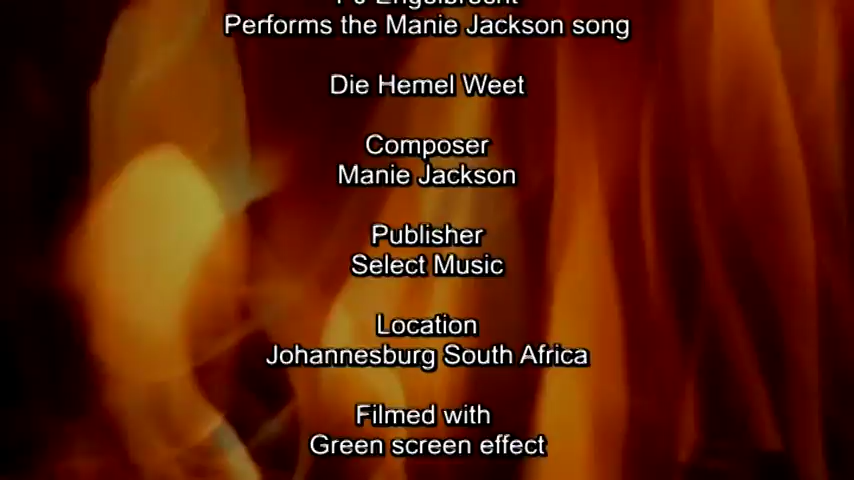 Engelbrecht
Performs the Manie Jackson song
Die Hemel Weet
Composer
Manie Jackson
Publisher
Select Music
Location
Johannesburg South Africa
Filmed with
Green screen effect